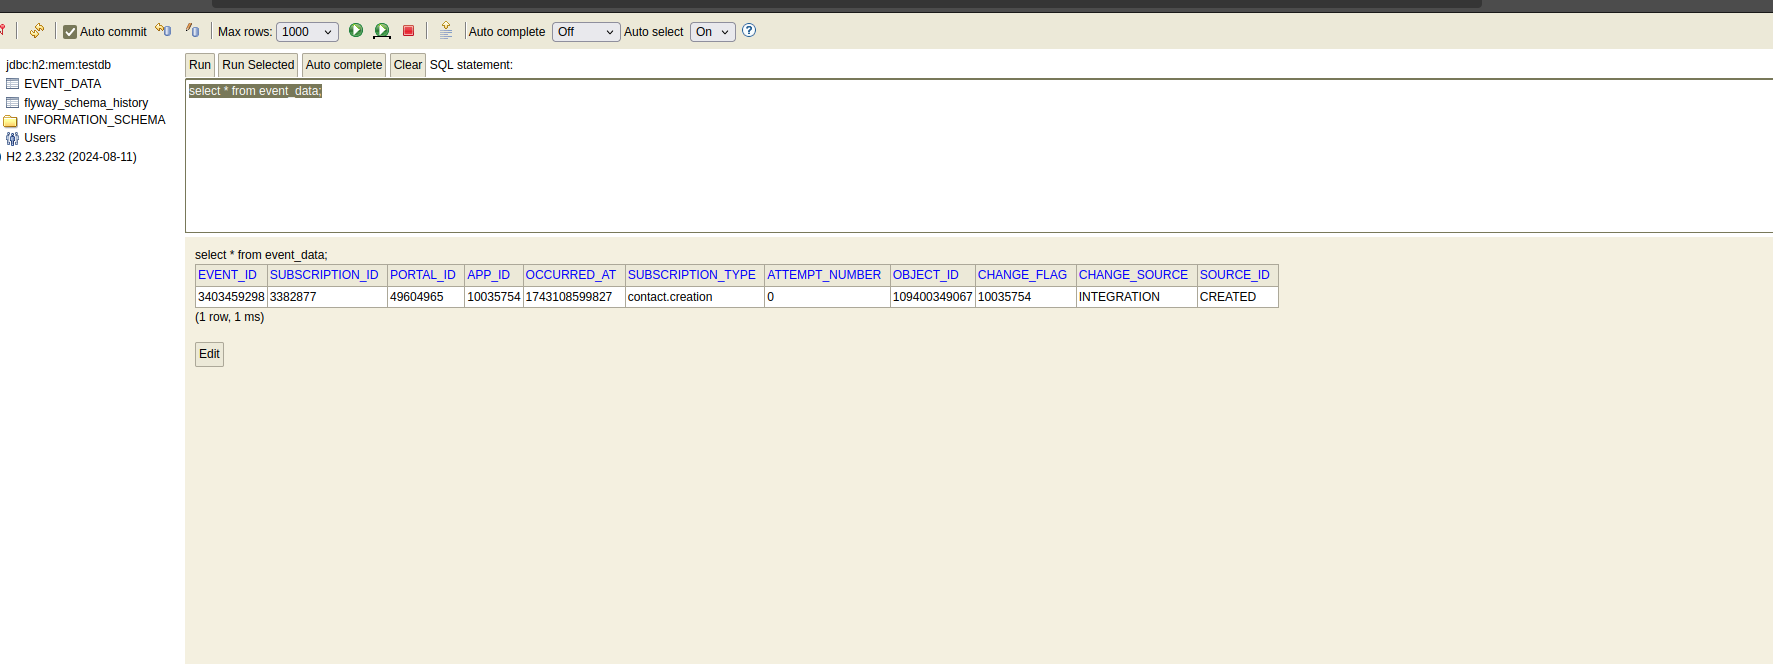 Auto commit Max rows: 1000 Auto complete Off Auto select On
jdbc:h2:mem:testdb
EVENT_DATA
flyway_schema_history
INFORMATION_SCHEMA
Users
H2 2.3.232 (2024-08-11)
Run Run Selected Auto complete Clear SQL statement:
select * from event_data;
select * from event_data;
EVENT_ID SUBSCRIPTION_ID PORTAL_ID APP_ID OCCURRED_AT SUBSCRIPTION_TYPE ATTEMPT_NUMBER OBJECT_ID CHANGE_FLAG CHANGE_SOURCE SOURCE_ID
3403459298 3382877 49604965 10035754 1743108599827 contact.creation 0 109400349067 10035754 INTEGRATION CREATED
(1 row, 1 ms)
Edit